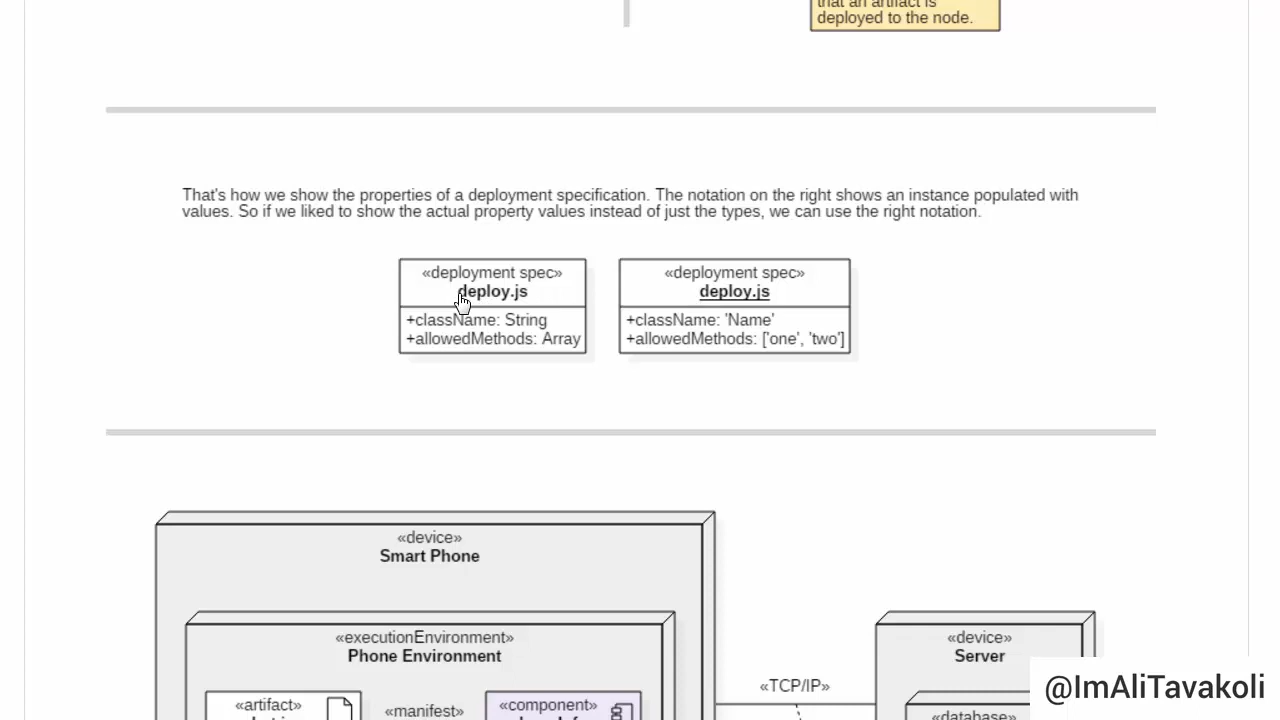 that an artifact is
deployed to the node.
That's how we show the properties of a deployment specification. The notation on the right shows an instance populated with
values. So if we liked to show the actual property values instead of just the types, we can use the right notation.
«deployment spec»
deploy.js
+className: String
+allowedMethods: Array
«deployment spec»
deploy.js
+className: 'Name'
+allowedMethods: ['one', 'two']
«device»
Smart Phone
«executionEnvironment»
Phone Environment
«artifact»
«manifest»
«component»
«TCP/IP»
«device»
Server
«database»
@ImAliTavakoli